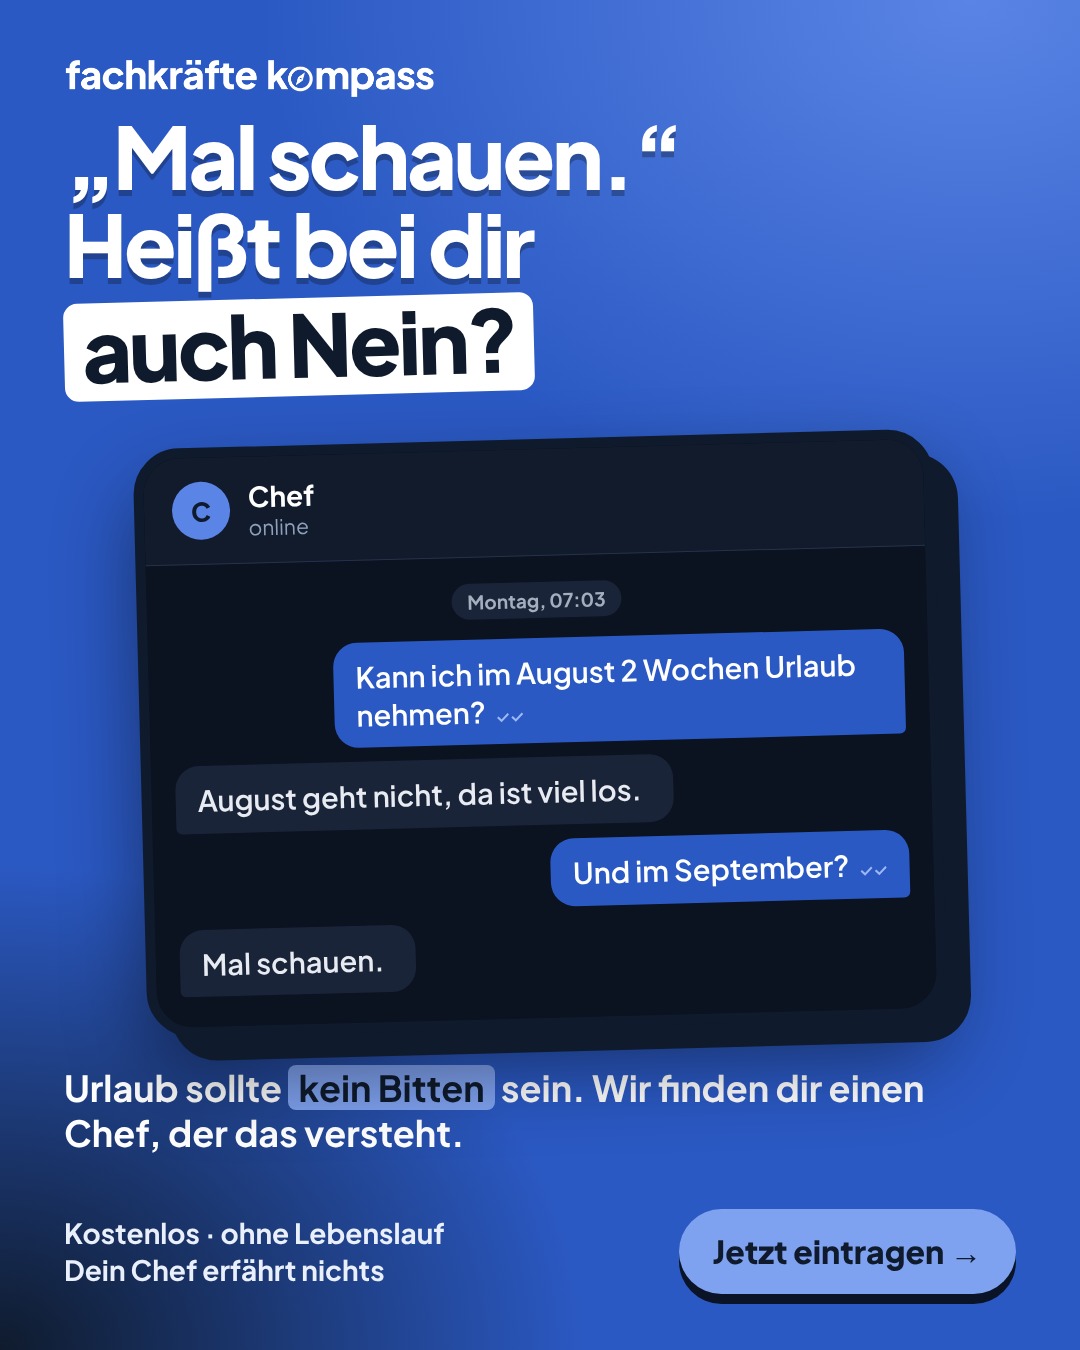 fachkräfte kompass
„Mal schauen.“
Heißt bei dir
auch Nein?
C
Chef
online
Montag, 07:03
Kann ich im August 2 Wochen Urlaub
nehmen? ✓✓
August geht nicht, da ist viel los.
Und im September? ✓✓
Mal schauen.
Urlaub sollte kein Bitten sein. Wir finden dir einen
Chef, der das versteht.
Kostenlos · ohne Lebenslauf
Dein Chef erfährt nichts
Jetzt eintragen →